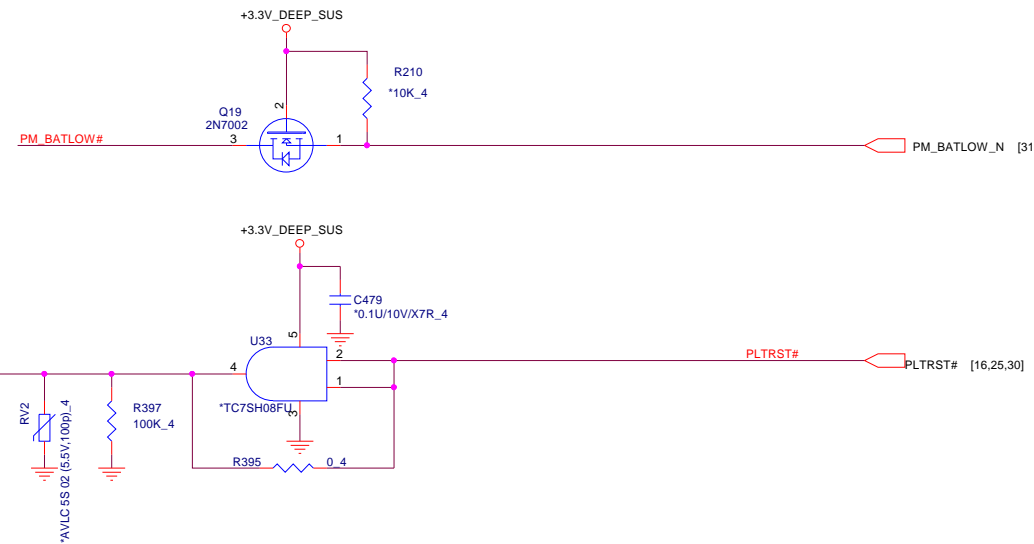 +3.3V_DEEP_SUS
R210
*10K_4
Q19
2N7002
2
3
1
PM_BATLOW#
PM_BATLOW_N [31
+3.3V_DEEP_SUS
C479
*0.1U/10V/X7R_4
5
U33
2
PLTRST#
PLTRST# [16,25,30]
4
1
*TC7SH08FU
3
RV2
*AVLC 5S 02 (5.5V,100p)_4
R397
100K_4
R395
0_4